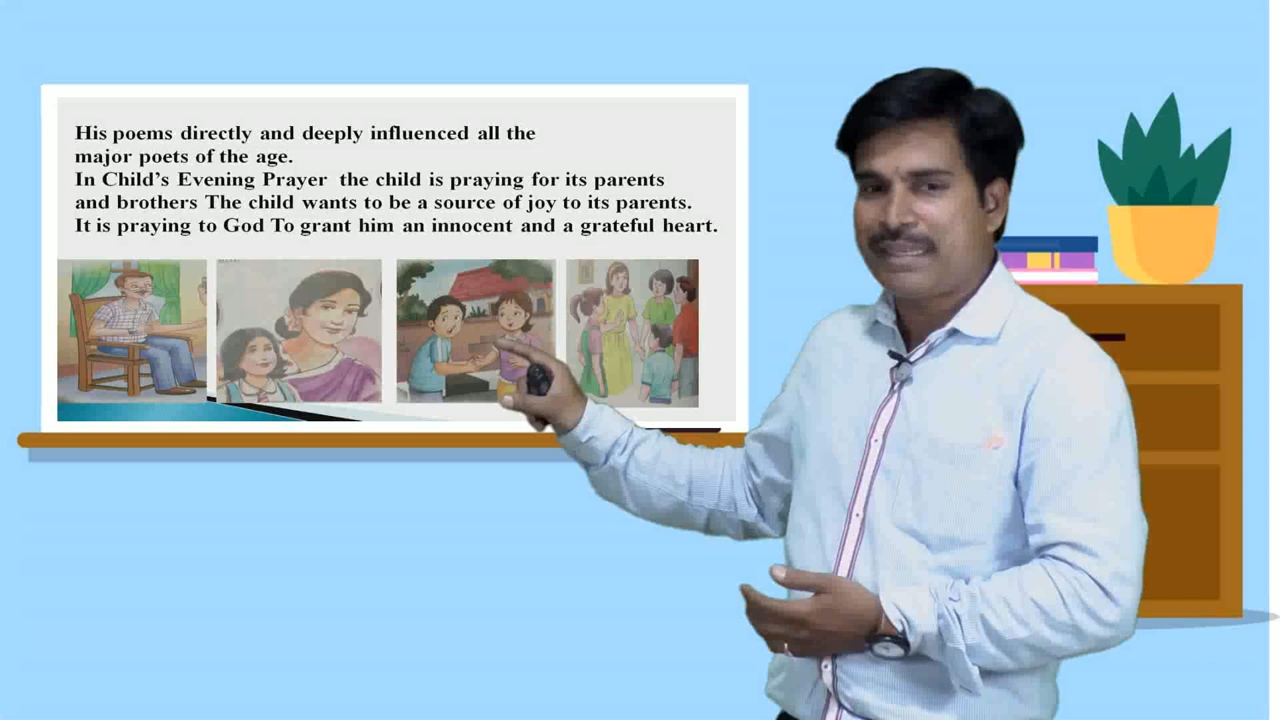 His poems directly and deeply influenced all the
major poets of the age.
In Child’s Evening Prayer the child is praying for its parents
and brothers The child wants to be a source of joy to its parents.
It is praying to God To grant him an innocent and a grateful heart.